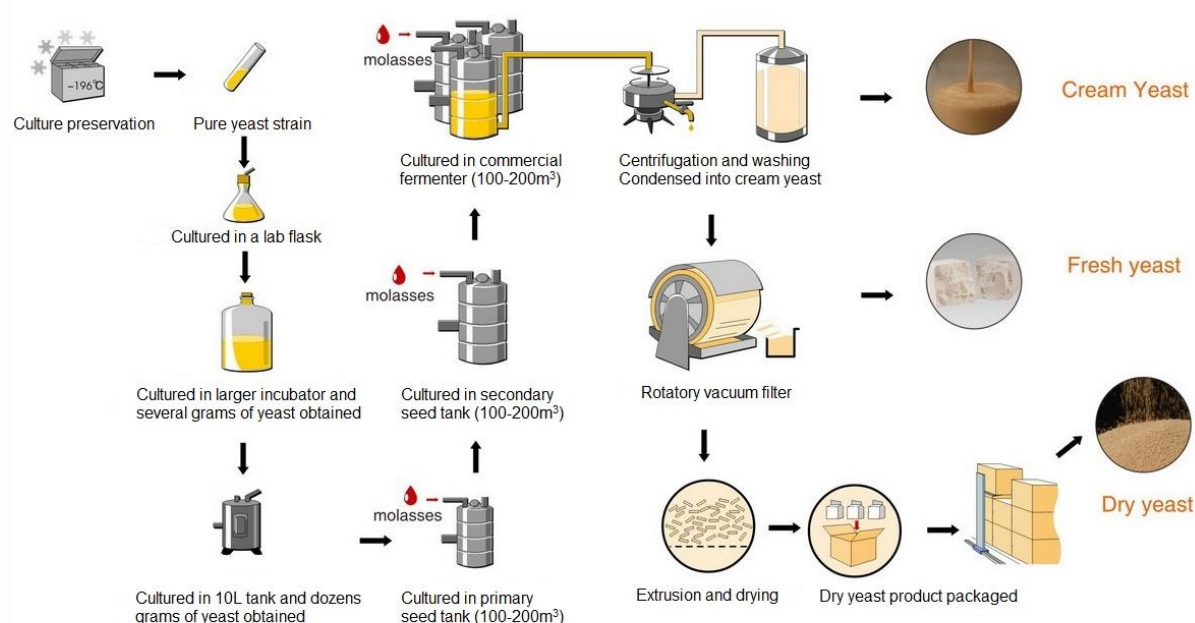 -196℃
Culture preservation
Pure yeast strain
Cultured in a lab flask
Cultured in larger incubator and
several grams of yeast obtained
Cultured in 10L tank and dozens
grams of yeast obtained
molasses
Cultured in primary
seed tank (100-200m³)
molasses
Cultured in secondary
seed tank (100-200m³)
molasses
Cultured in commercial
fermenter (100-200m³)
Centrifugation and washing
Condensed into cream yeast
Cream Yeast
Rotatory vacuum filter
Fresh yeast
Extrusion and drying
Dry yeast product packaged
Dry yeast